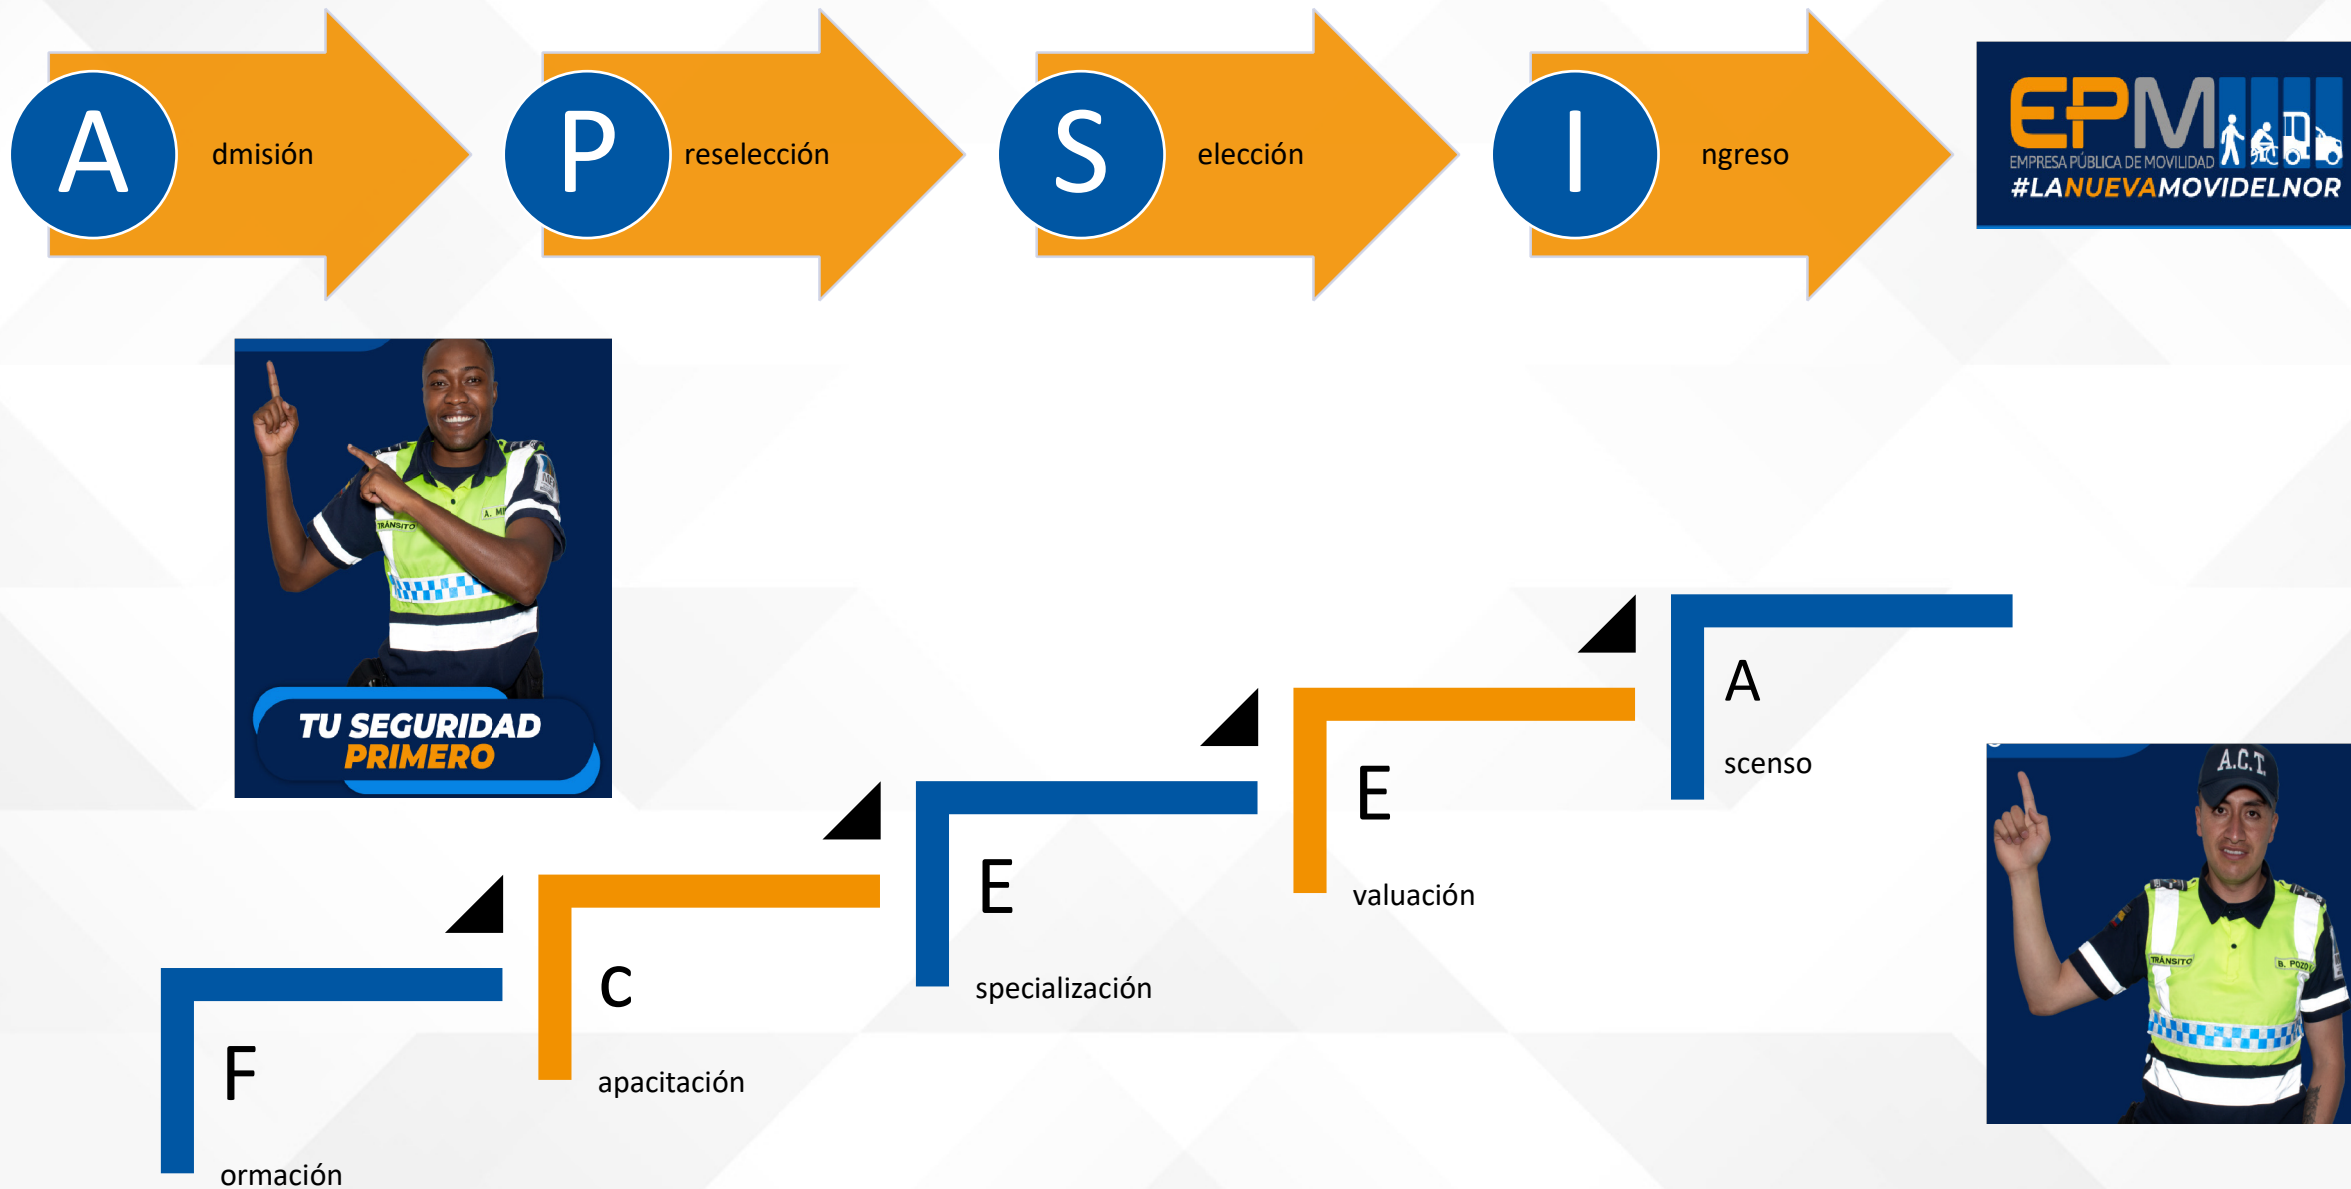 A
dmisión
P
reselección
S
elección
I
ngreso
EPM
EMPRESA PÚBLICA DE MOVILIDAD
#LANUEVAMOVIDELNOR
TRÁNSITO
TU SEGURIDAD
PRIMERO
A
scenso
E
valuación
E
specialización
c
apacitación
F
ormación
A.C.T.
TRÁNSITO
B. POZO